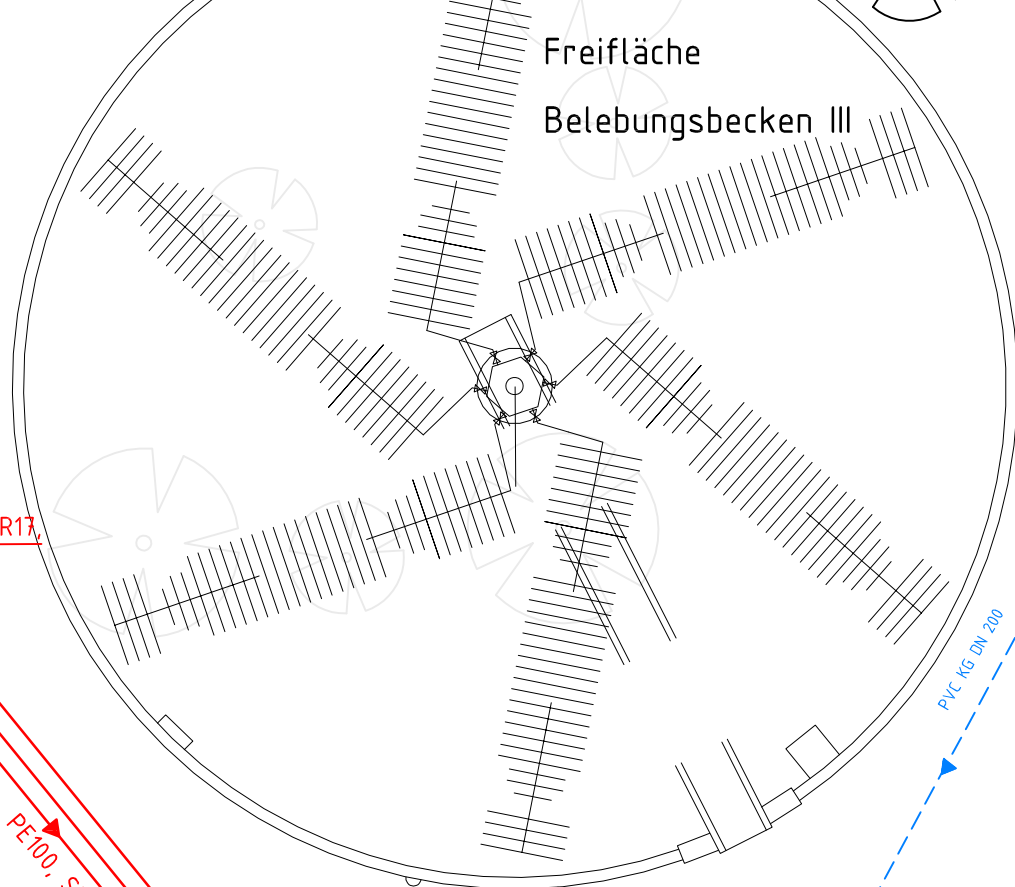 Freifläche
Belebungsbecken III
R17,
PVC KG DN 200
PE100, S